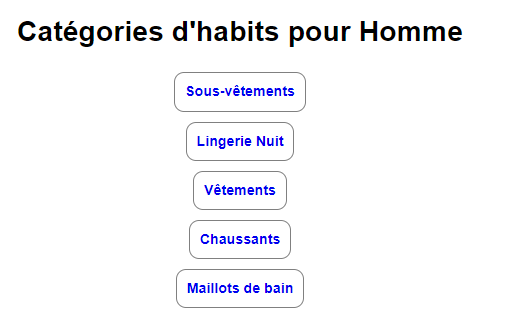 Catégories d'habits pour Homme
Sous-vêtements
Lingerie Nuit
Vêtements
Chaussants
Maillots de bain